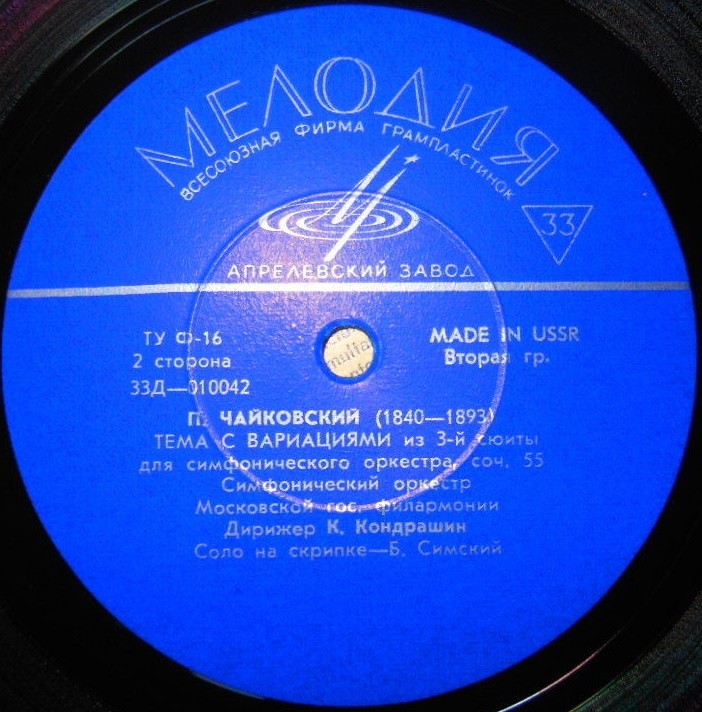 МЕЛОДИЯ
ВСЕСОЮЗНАЯ ФИРМА ГРАМПЛАСТИНОК
33
АПРЕЛЕВСКИЙ ЗАВОД
ТУ Ф-16
MADE IN USSR
2 сторона
Вторая гр.
33Д—010042
П. ЧАЙКОВСКИЙ (1840—1893)
ТЕМА С ВАРИАЦИЯМИ из 3-й сюиты
для симфонического оркестра, соч. 55
Симфонический оркестр
Московской гос. филармонии
Дирижер К. Кондрашин
Соло на скрипке—Б. Симский